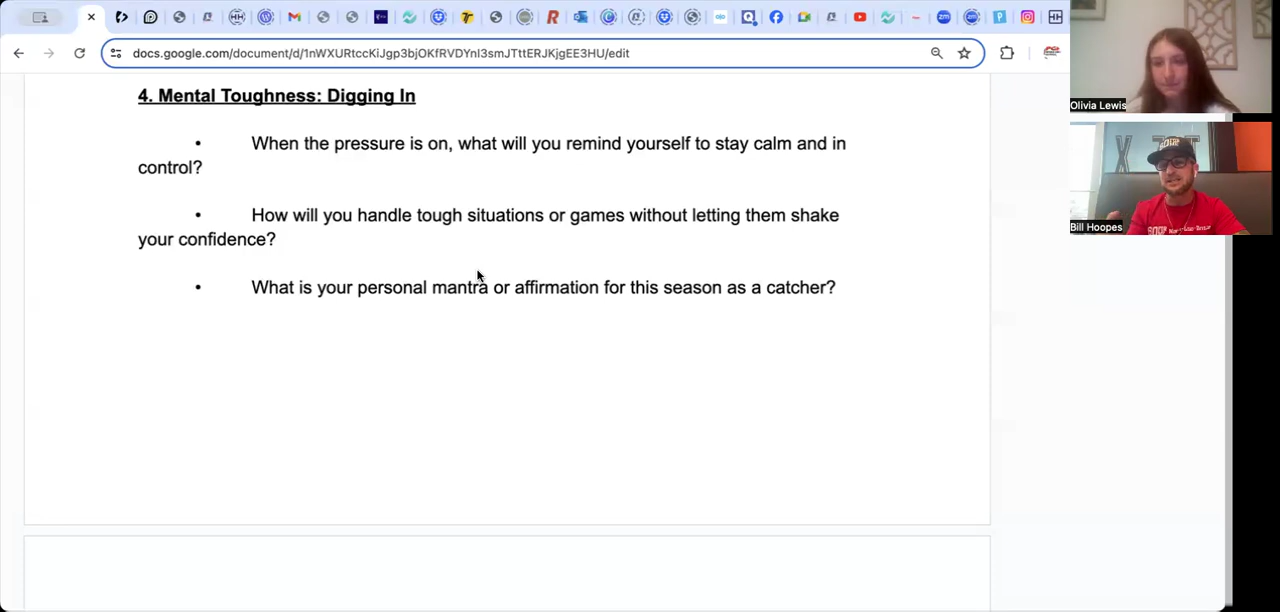 docs.google.com/document/d/1nWXURtccKiJgp3bjOKfRVDYnI3smJTttERJKjgEE3HU/edit
4. Mental Toughness: Digging In
• When the pressure is on, what will you remind yourself to stay calm and in
control?
• How will you handle tough situations or games without letting them shake
your confidence?
• What is your personal mantra or affirmation for this season as a catcher?
Olivia Lewis
Bill Hoopes